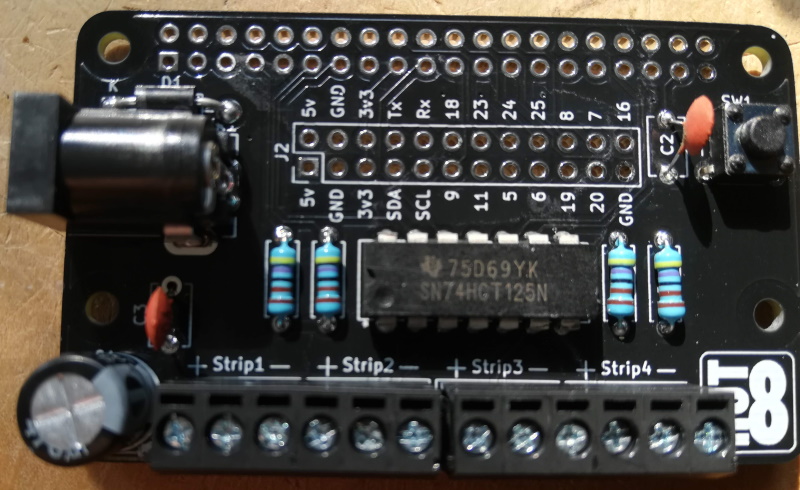 K D1
SW1
5v GND 3v3 Tx Rx 18 23 24 25 8 7 16
J2
C2
5v GND 3v3 SDA SCL 9 11 5 6 19 20 GND
75D69YK
SN74HCT125N
+ Strip1 — + Strip2 — + Strip3 — + Strip4 —
8